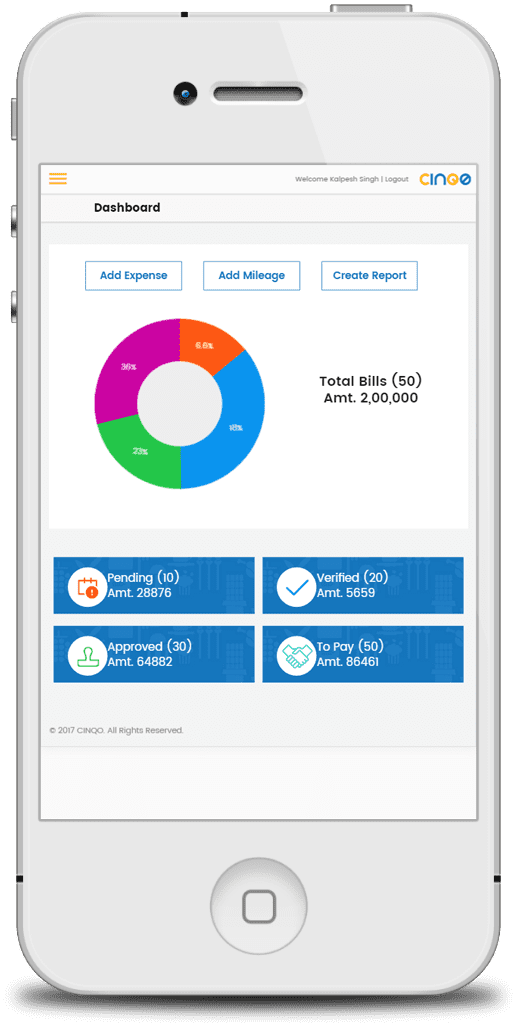 Welcome Kalpesh Singh | Logout
CINQO
Dashboard
Add Expense
Add Mileage
Create Report
6.6%
36%
18%
23%
Total Bills (50)
Amt. 2,00,000
Pending (10)
Amt. 28876
Verified (20)
Amt. 5659
Approved (30)
Amt. 64882
To Pay (50)
Amt. 86461
© 2017 CINQO. All Rights Reserved.